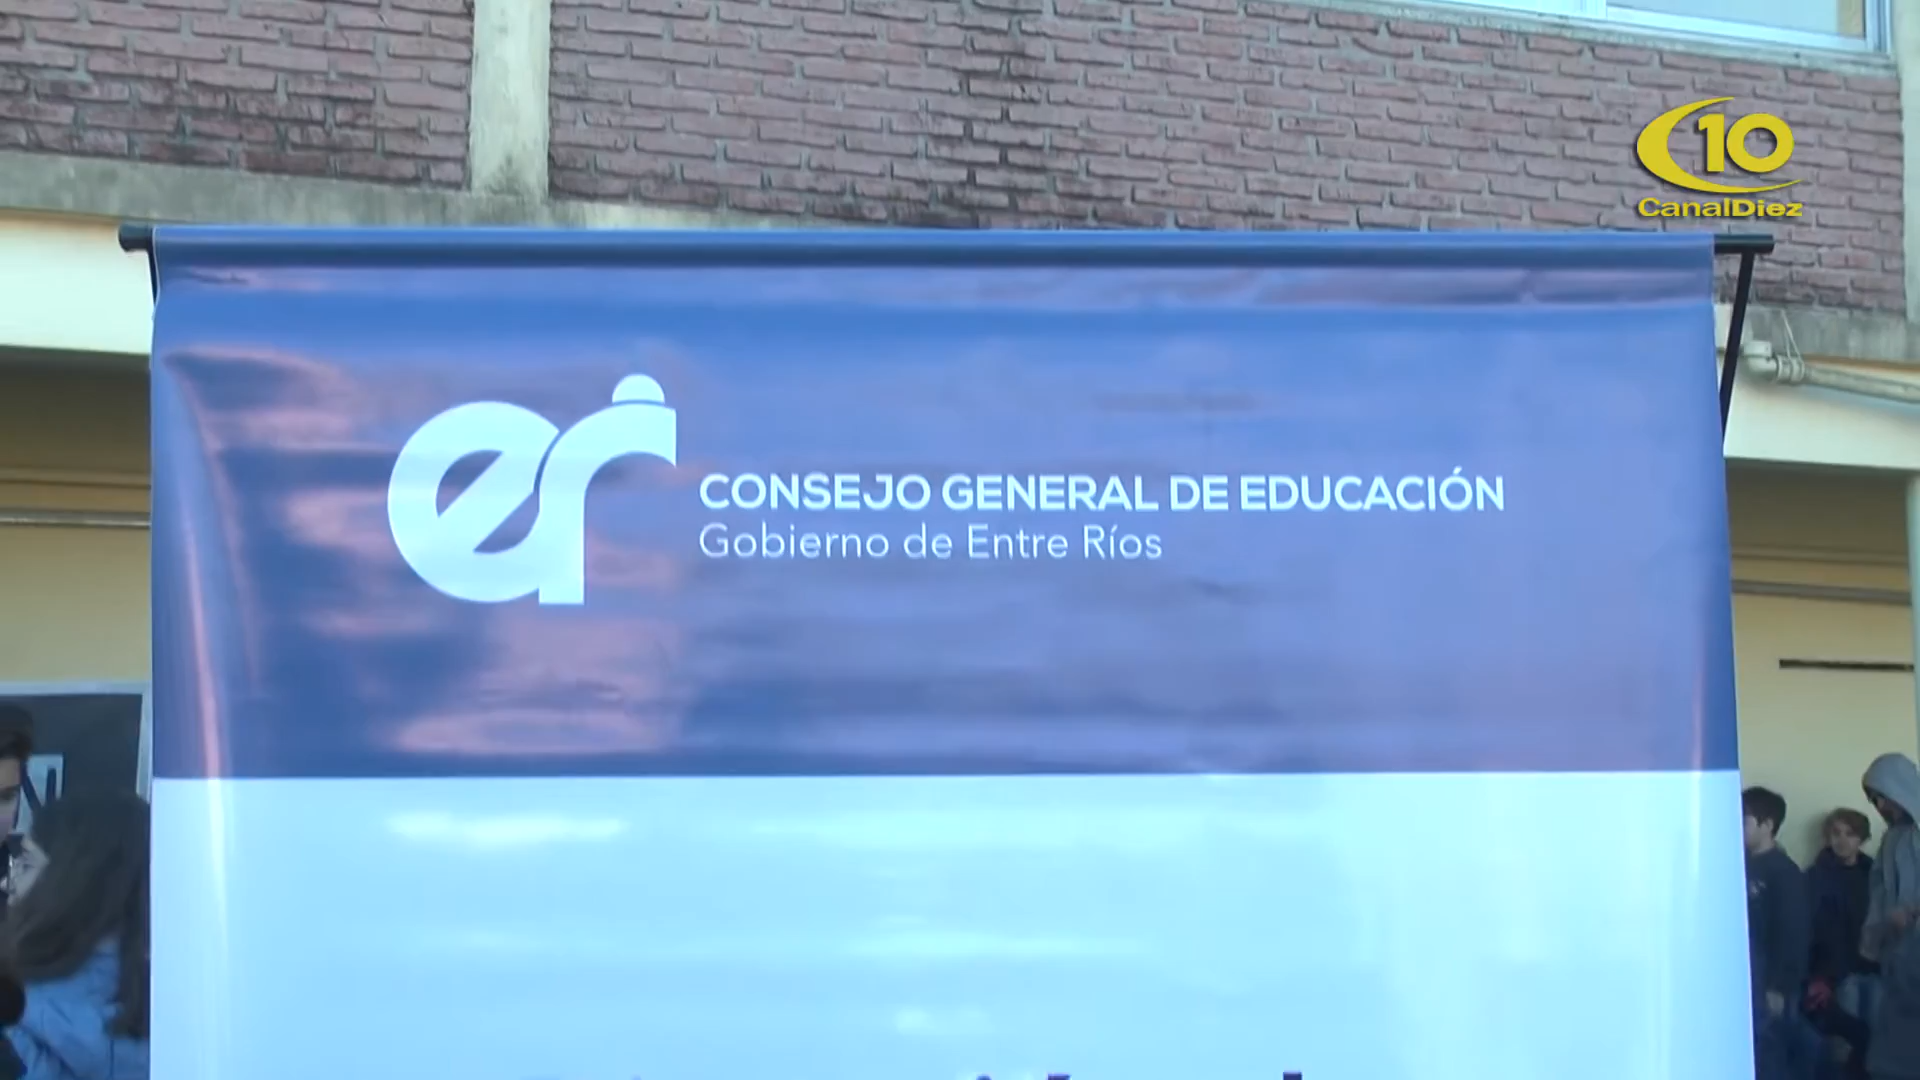 10
CanalDiez
er
CONSEJO GENERAL DE EDUCACIÓN
Gobierno de Entre Ríos